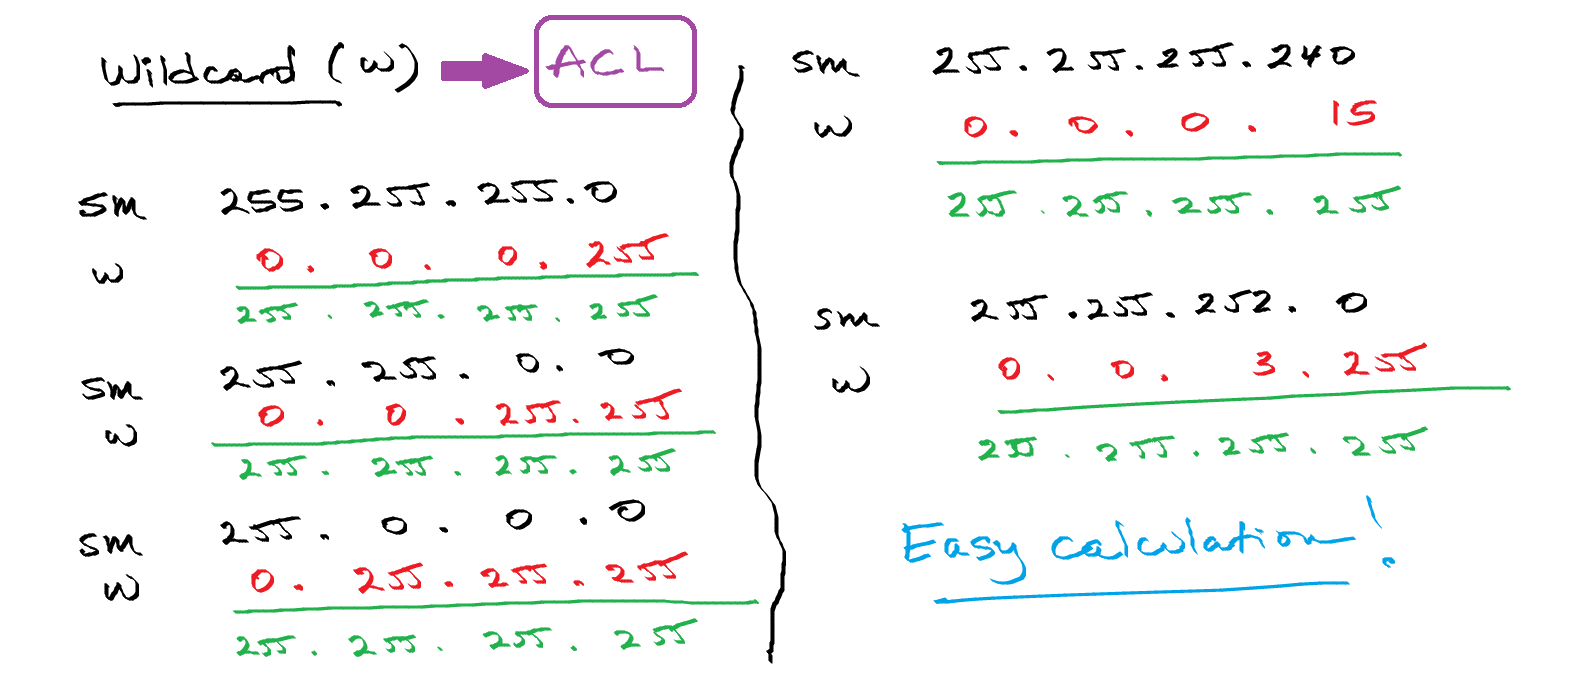 Wildcard (w) ACL
sm 255.255.255.0
w 0.0.0.255
255.255.255.255
sm 255.255.0.0
w 0.0.255.255
255.255.255.255
sm 255.0.0.0
w 0.255.255.255
255.255.255.255
sm 255.255.255.240
w 0.0.0.15
255.255.255.255
sm 255.255.252.0
w 0.0.3.255
255.255.255.255
Easy calculation!